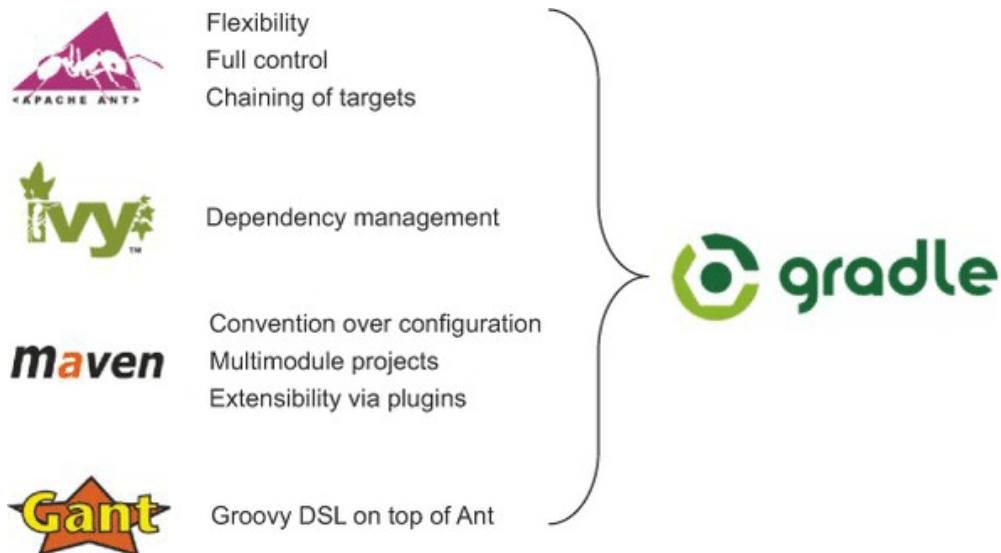 Flexibility
Full control
Chaining of targets
<APACHE ANT>
ivy
TM
Dependency management
Convention over configuration
maven
Multimodule projects
Extensibility via plugins
Gant
Groovy DSL on top of Ant
gradle